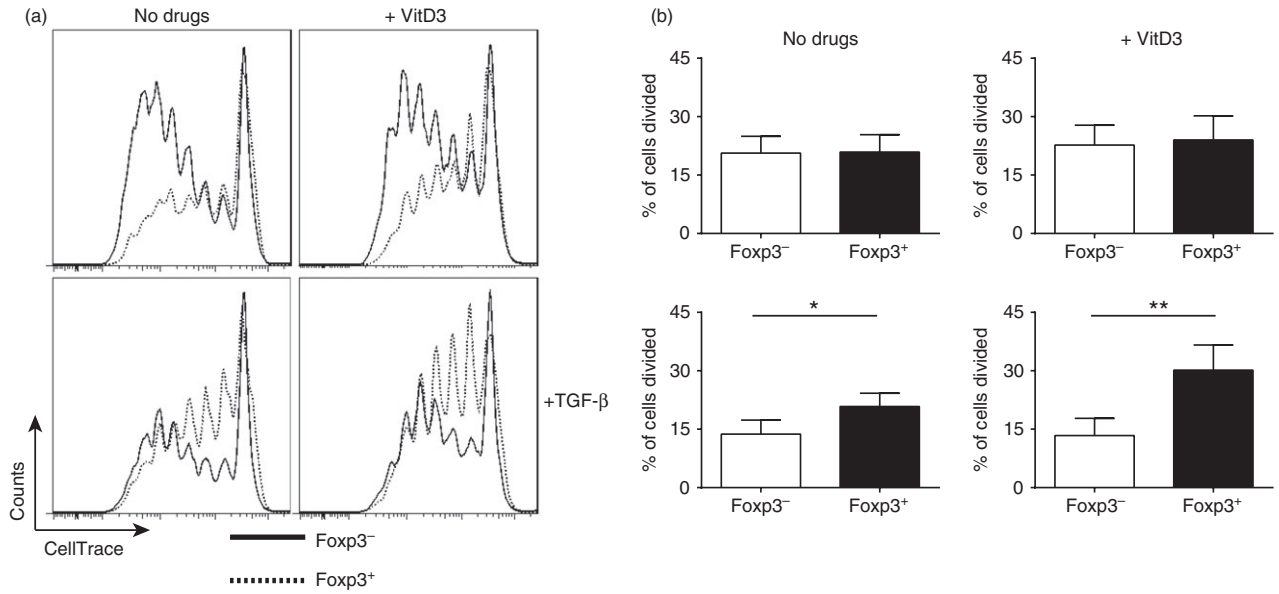 (a)
No drugs
+ VitD3
+TGF-β
Counts
CellTrace
Foxp3⁻
Foxp3⁺
(b)
No drugs
% of cells divided
45
30
15
0
Foxp3⁻
Foxp3⁺
+ VitD3
% of cells divided
45
30
15
0
Foxp3⁻
Foxp3⁺
*
% of cells divided
45
30
15
0
Foxp3⁻
Foxp3⁺
**
% of cells divided
45
30
15
0
Foxp3⁻
Foxp3⁺